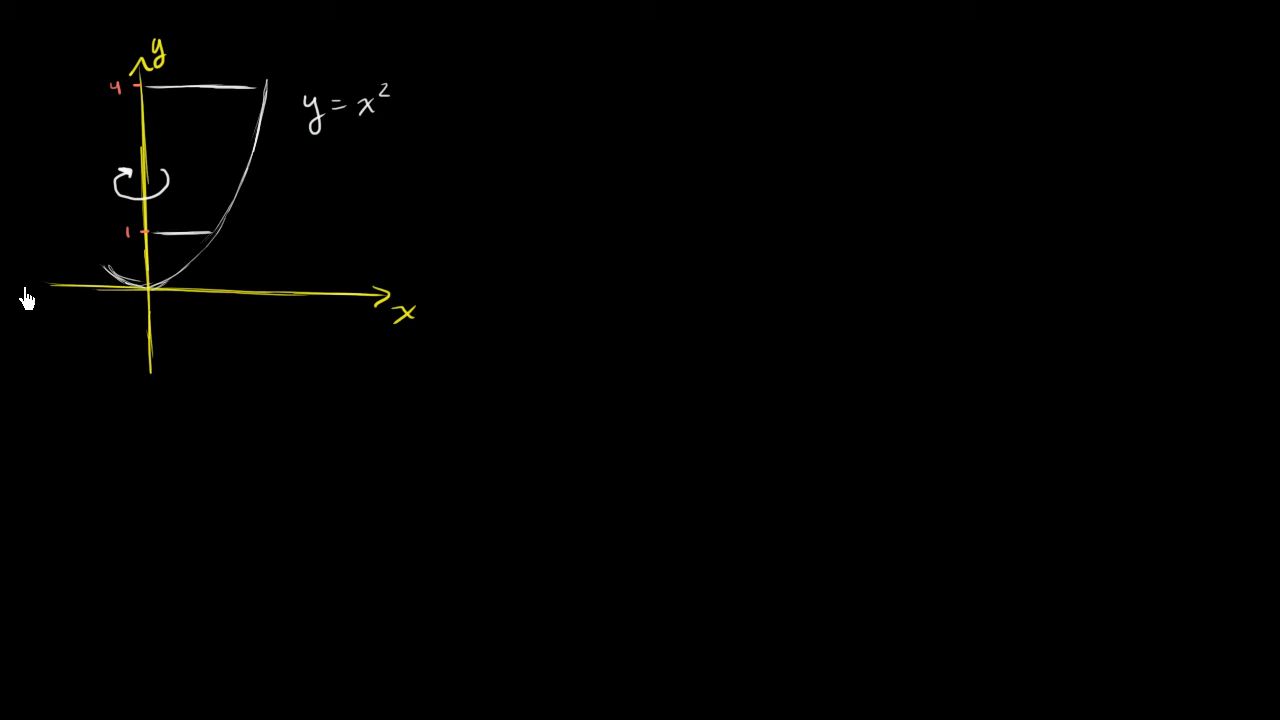 y
4
y = x²
1
x